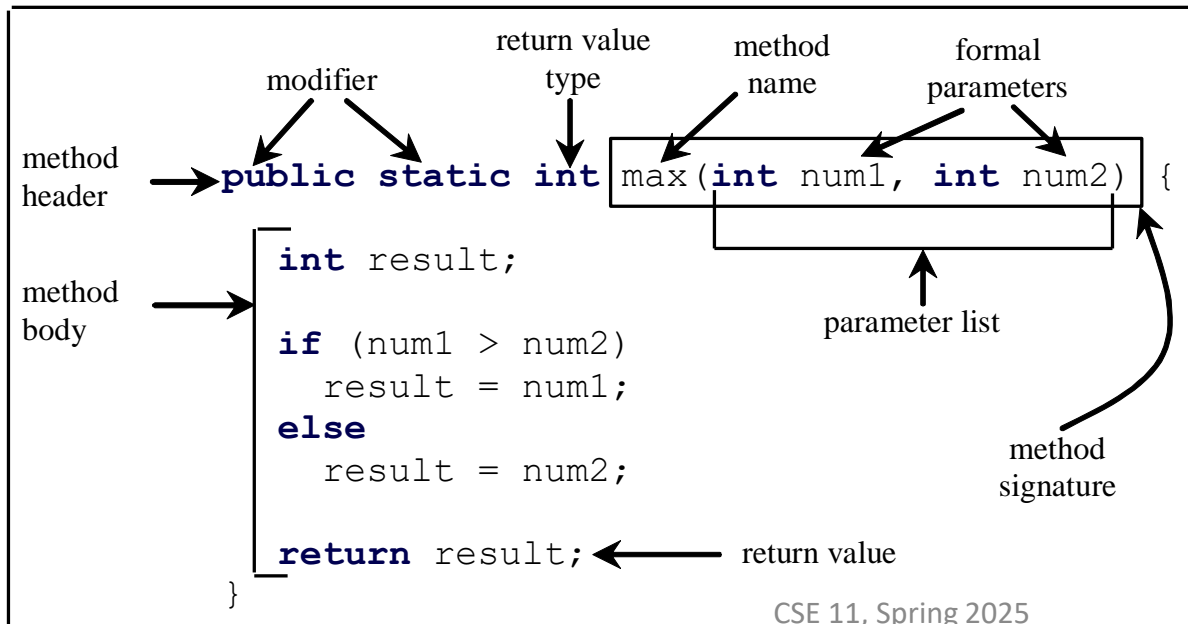 return value
type
method
name
formal
parameters
modifier
method
header
public static int max(int num1, int num2) {
method
body
int result;
if (num1 > num2)
result = num1;
else
result = num2;
return result;
}
parameter list
method
signature
return value
CSE 11, Spring 2025